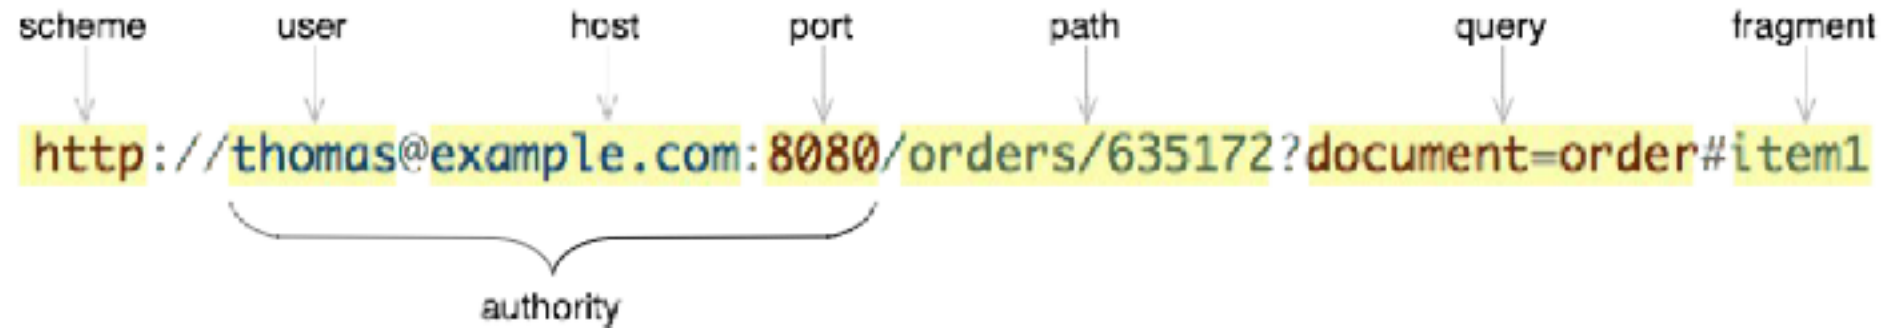 scheme user host port path query fragment
http://thomas@example.com:8080/orders/635172?document=order#item1
authority